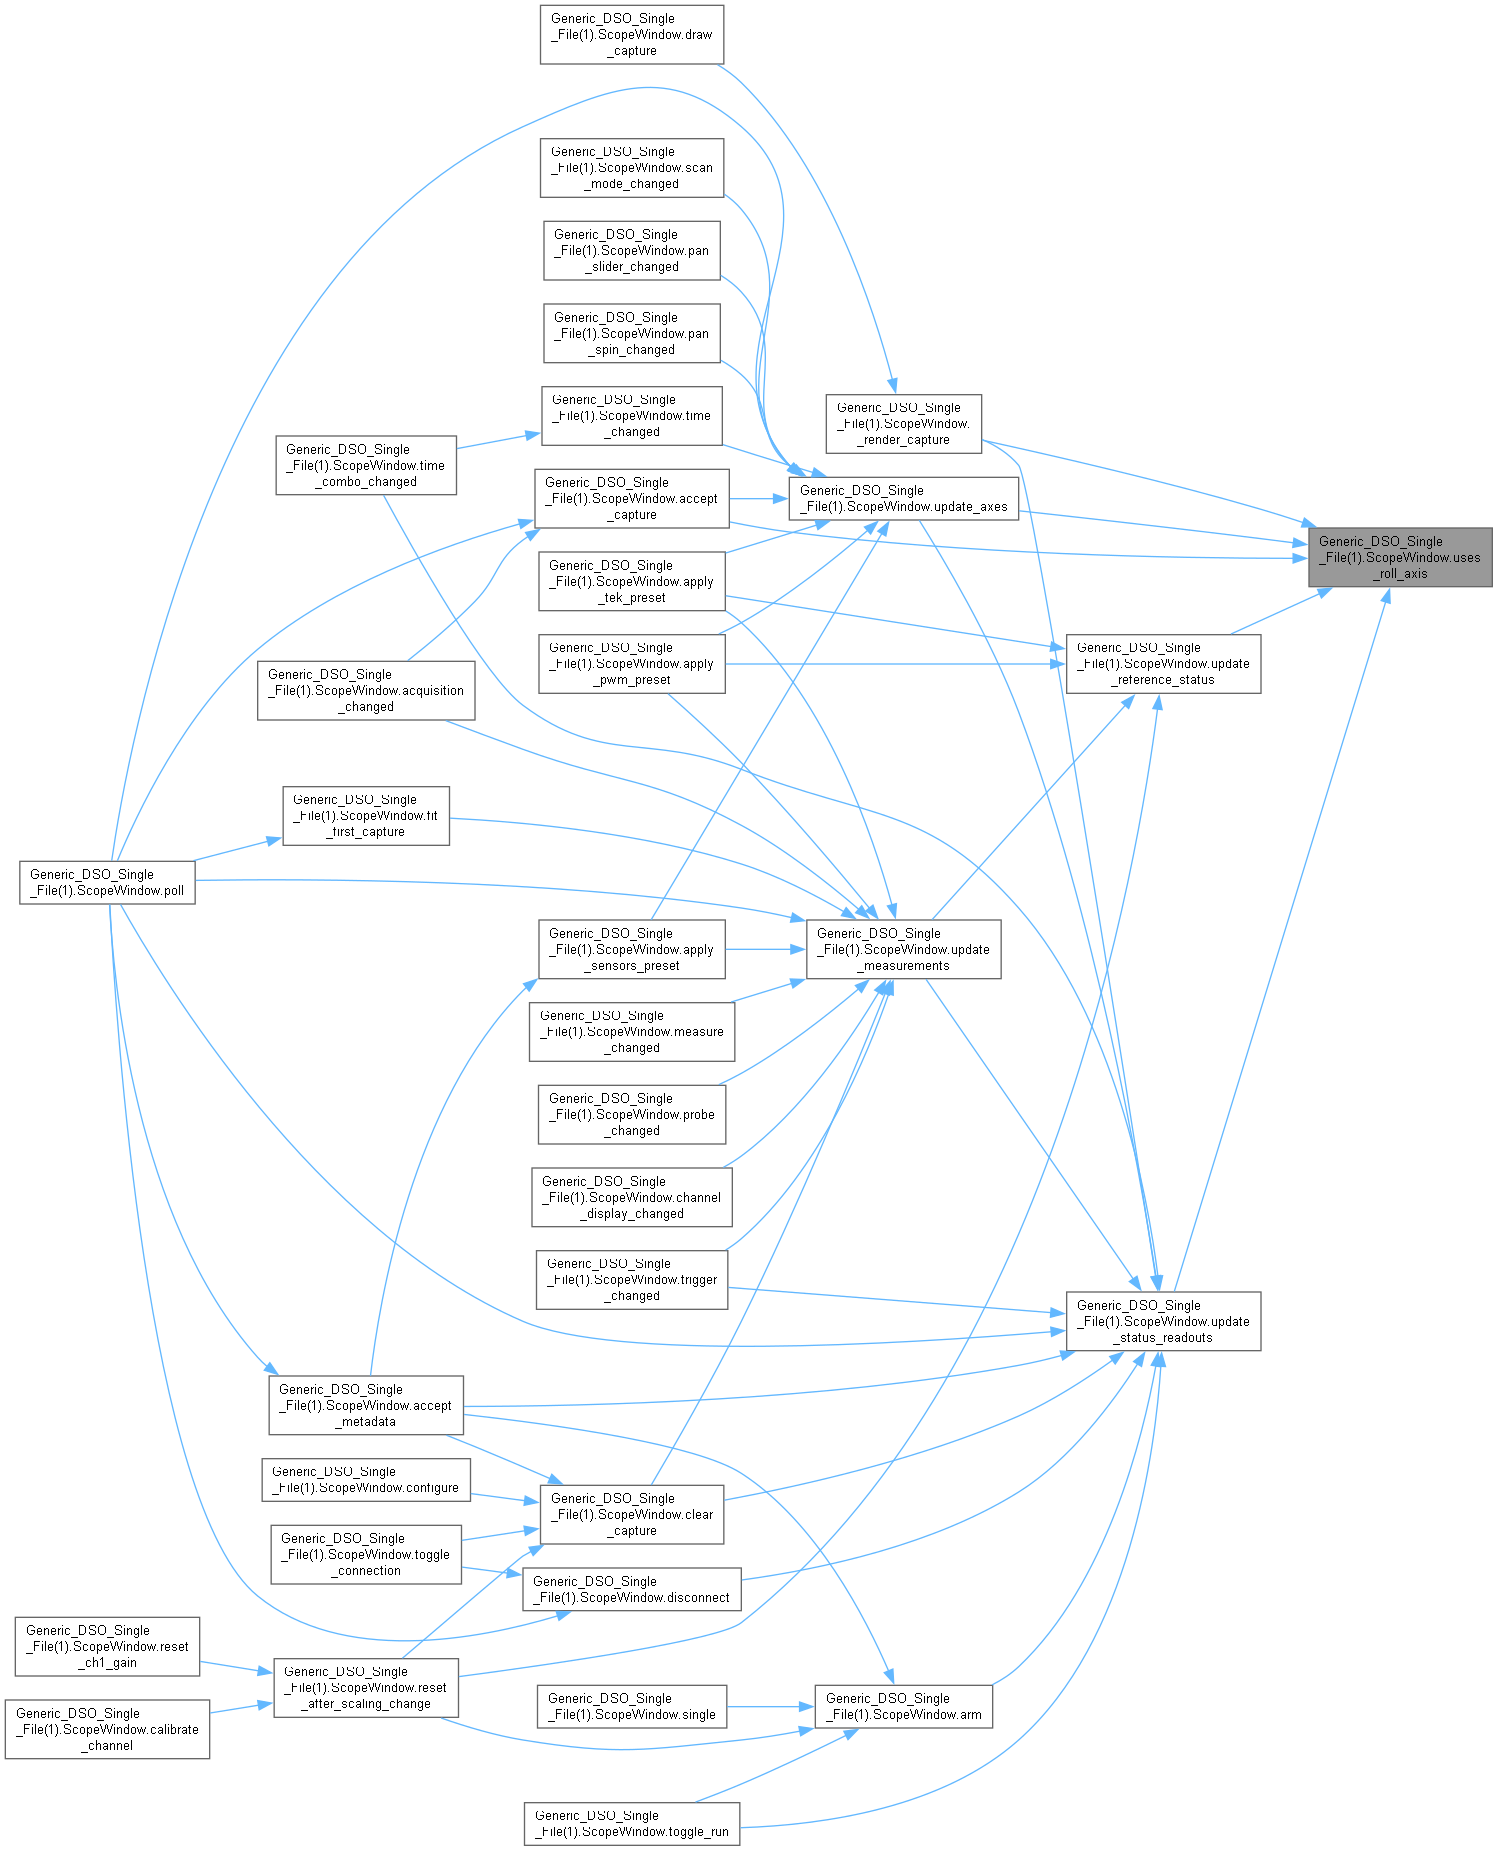 Generic_DSO_Single
_File(1).ScopeWindow.draw
_capture
Generic_DSO_Single
_File(1).ScopeWindow.scan
_mode_changed
Generic_DSO_Single
_File(1).ScopeWindow.pan
_slider_changed
Generic_DSO_Single
_File(1).ScopeWindow.pan
_spin_changed
Generic_DSO_Single
_File(1).ScopeWindow.time
_changed
Generic_DSO_Single
_File(1).ScopeWindow.
_render_capture
Generic_DSO_Single
_File(1).ScopeWindow.time
_combo_changed
Generic_DSO_Single
_File(1).ScopeWindow.accept
_capture
Generic_DSO_Single
_File(1).ScopeWindow.update_axes
Generic_DSO_Single
_File(1).ScopeWindow.uses
_roll_axis
Generic_DSO_Single
_File(1).ScopeWindow.apply
_tek_preset
Generic_DSO_Single
_File(1).ScopeWindow.apply
_pwm_preset
Generic_DSO_Single
_File(1).ScopeWindow.update
_reference_status
Generic_DSO_Single
_File(1).ScopeWindow.acquisition
_changed
Generic_DSO_Single
_File(1).ScopeWindow.fit
_first_capture
Generic_DSO_Single
_File(1).ScopeWindow.poll
Generic_DSO_Single
_File(1).ScopeWindow.apply
_sensors_preset
Generic_DSO_Single
_File(1).ScopeWindow.update
_measurements
Generic_DSO_Single
_File(1).ScopeWindow.measure
_changed
Generic_DSO_Single
_File(1).ScopeWindow.probe
_changed
Generic_DSO_Single
_File(1).ScopeWindow.channel
_display_changed
Generic_DSO_Single
_File(1).ScopeWindow.trigger
_changed
Generic_DSO_Single
_File(1).ScopeWindow.update
_status_readouts
Generic_DSO_Single
_File(1).ScopeWindow.accept
_metadata
Generic_DSO_Single
_File(1).ScopeWindow.configure
Generic_DSO_Single
_File(1).ScopeWindow.clear
_capture
Generic_DSO_Single
_File(1).ScopeWindow.toggle
_connection
Generic_DSO_Single
_File(1).ScopeWindow.disconnect
Generic_DSO_Single
_File(1).ScopeWindow.reset
_ch1_gain
Generic_DSO_Single
_File(1).ScopeWindow.reset
_after_scaling_change
Generic_DSO_Single
_File(1).ScopeWindow.calibrate
_channel
Generic_DSO_Single
_File(1).ScopeWindow.single
Generic_DSO_Single
_File(1).ScopeWindow.arm
Generic_DSO_Single
_File(1).ScopeWindow.toggle_run